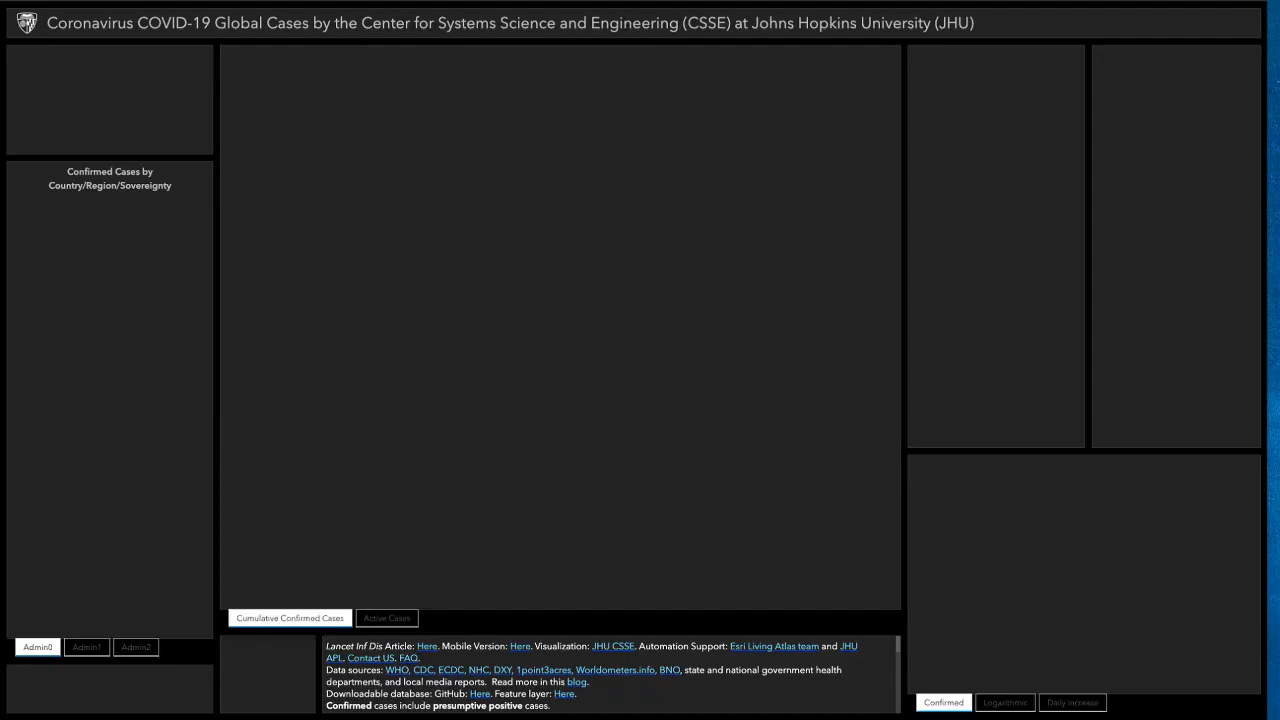 Coronavirus COVID-19 Global Cases by the Center for Systems Science and Engineering (CSSE) at Johns Hopkins University (JHU)
Confirmed Cases by
Country/Region/Sovereignty
Admin0 Admin1 Admin2
Cumulative Confirmed Cases Active Cases
Lancet Inf Dis Article: Here. Mobile Version: Here. Visualization: JHU CSSE. Automation Support: Esri Living Atlas team and JHU
APL. Contact US. FAQ.
Data sources: WHO, CDC, ECDC, NHC, DXY, 1point3acres, Worldometers.info, BNO, state and national government health
departments, and local media reports. Read more in this blog.
Downloadable database: GitHub: Here. Feature layer: Here.
Confirmed cases include presumptive positive cases.
Confirmed Logarithmic Daily Increase